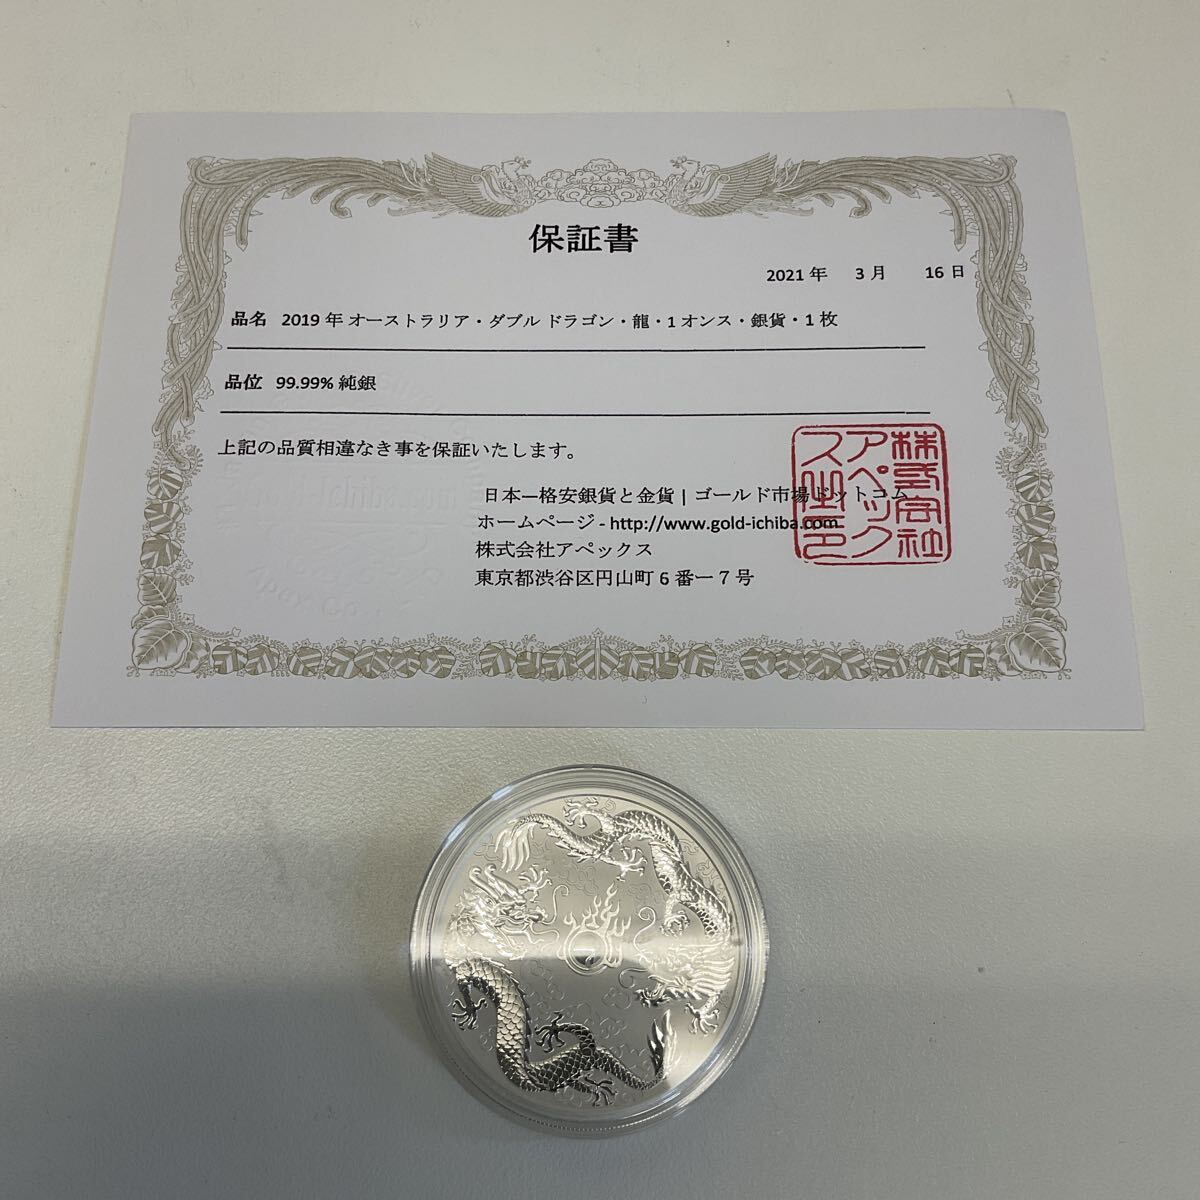 保証書
2021年 3月 16日
品名 2019年 オーストラリア・ダブル ドラゴン・龍・1オンス・銀貨・1枚
品位 99.99% 純銀
上記の品質相違なき事を保証いたします。
日本一格安銀貨と金貨 | ゴールド市場ドットコム
ホームページ - http://www.gold-ichiba.com
株式会社アペックス
東京都渋谷区円山町 6 番ー 7 号
株式会社
アペック
ス之印
Apex Co.